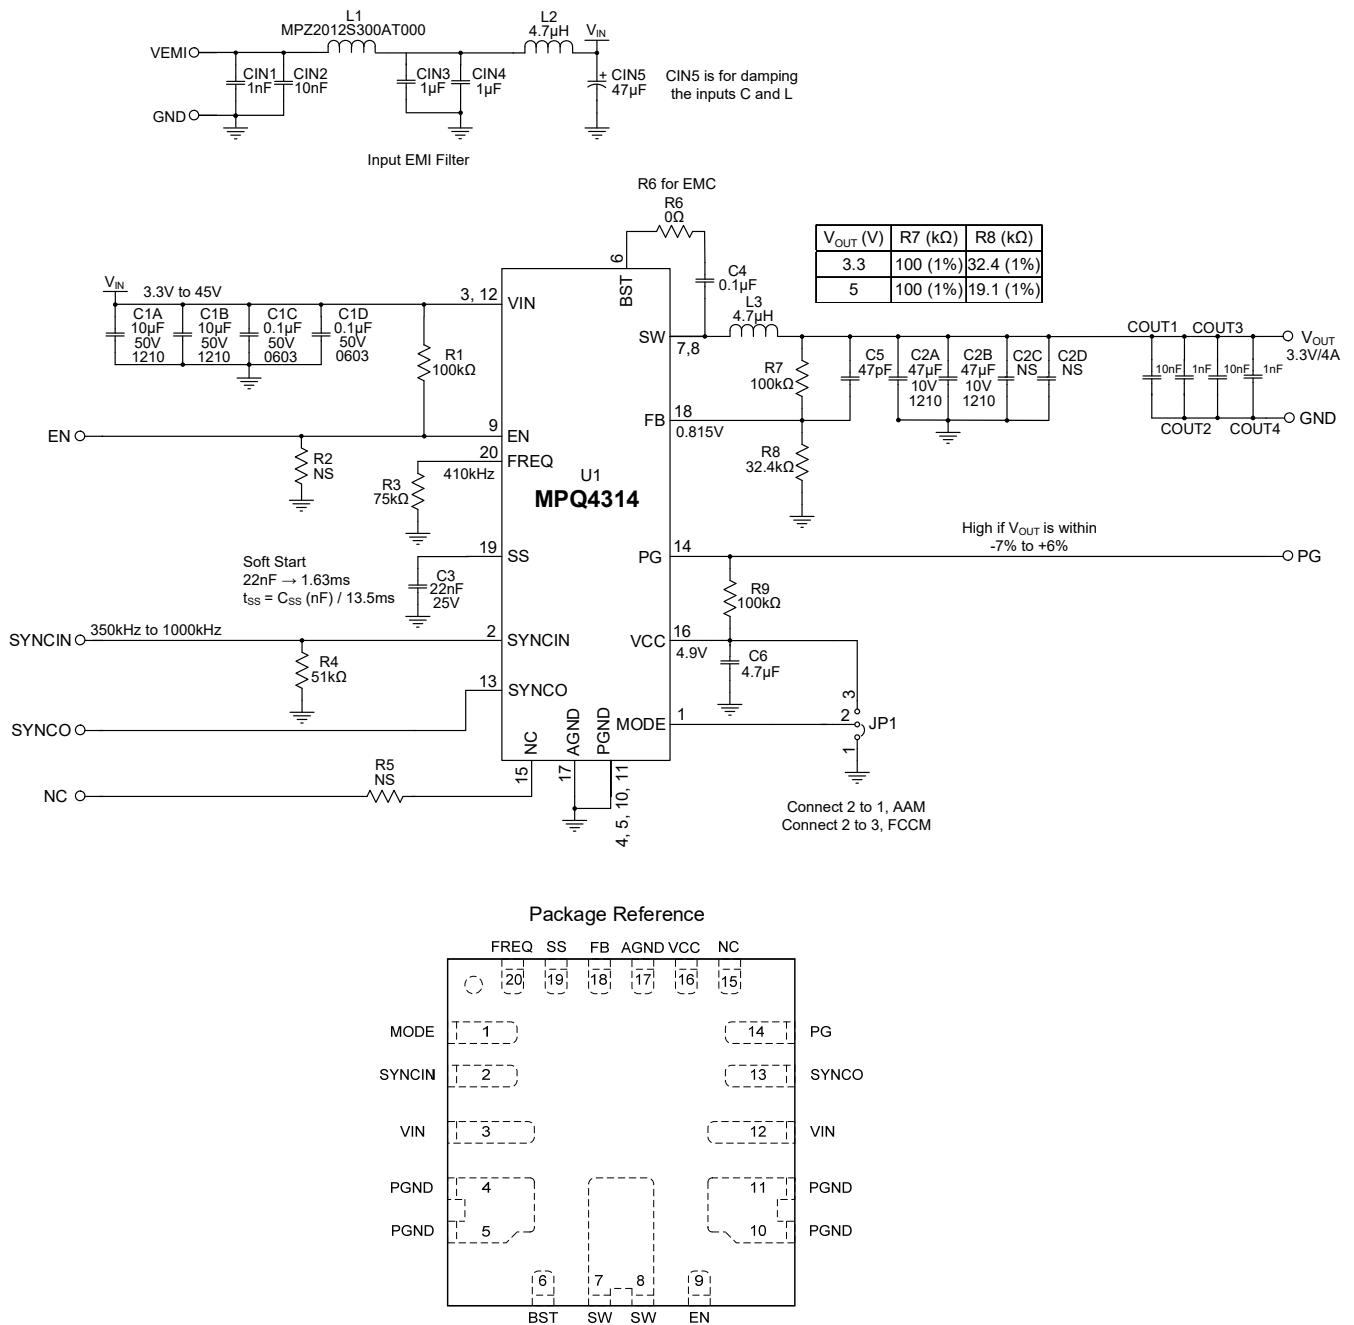 L1
MPZ2012S300AT000
L2
4.7µH
VIN
VEMI
CIN1
1nF
CIN2
10nF
CIN3
1µF
CIN4
1µF
+ CIN5
47µF
CIN5 is for damping
the inputs C and L
GND
Input EMI Filter
R6 for EMC
R6
0Ω
VOUT (V) R7 (kΩ) R8 (kΩ)
3.3 100 (1%) 32.4 (1%)
5 100 (1%) 19.1 (1%)
6
BST
C4
0.1µF
VIN
3.3V to 45V
3, 12
VIN
C1A
10µF
50V
1210
C1B
10µF
50V
1210
C1C
0.1µF
50V
0603
C1D
0.1µF
50V
0603
R1
100kΩ
L3
4.7µH
SW
7,8
COUT1
COUT3
VOUT
3.3V/4A
R7
100kΩ
C5
47pF
C2A
47µF
10V
1210
C2B
47µF
10V
1210
C2C
NS
C2D
NS
10nF
1nF
10nF
1nF
COUT2
COUT4
GND
FB
18
0.815V
EN
9
EN
R2
NS
20
FREQ
410kHz
R3
75kΩ
R8
32.4kΩ
U1
MPQ4314
19
SS
Soft Start
22nF → 1.63ms
tSS = CSS (nF) / 13.5ms
C3
22nF
25V
PG
14
High if VOUT is within
-7% to +6%
PG
R9
100kΩ
SYNCIN
350kHz to 1000kHz
2
SYNCIN
R4
51kΩ
VCC
16
4.9V
C6
4.7µF
13
SYNCO
SYNCO
MODE
1
3
2
1
JP1
NC
R5
NS
NC
15
AGND
17
PGND
4, 5, 10, 11
Connect 2 to 1, AAM
Connect 2 to 3, FCCM
Package Reference
FREQ SS FB AGND VCC NC
20 19 18 17 16 15
MODE 1 14 PG
SYNCIN 2 13 SYNCO
VIN 3 12 VIN
PGND 4 11 PGND
PGND 5 10 PGND
6 7 8 9
BST SW SW EN